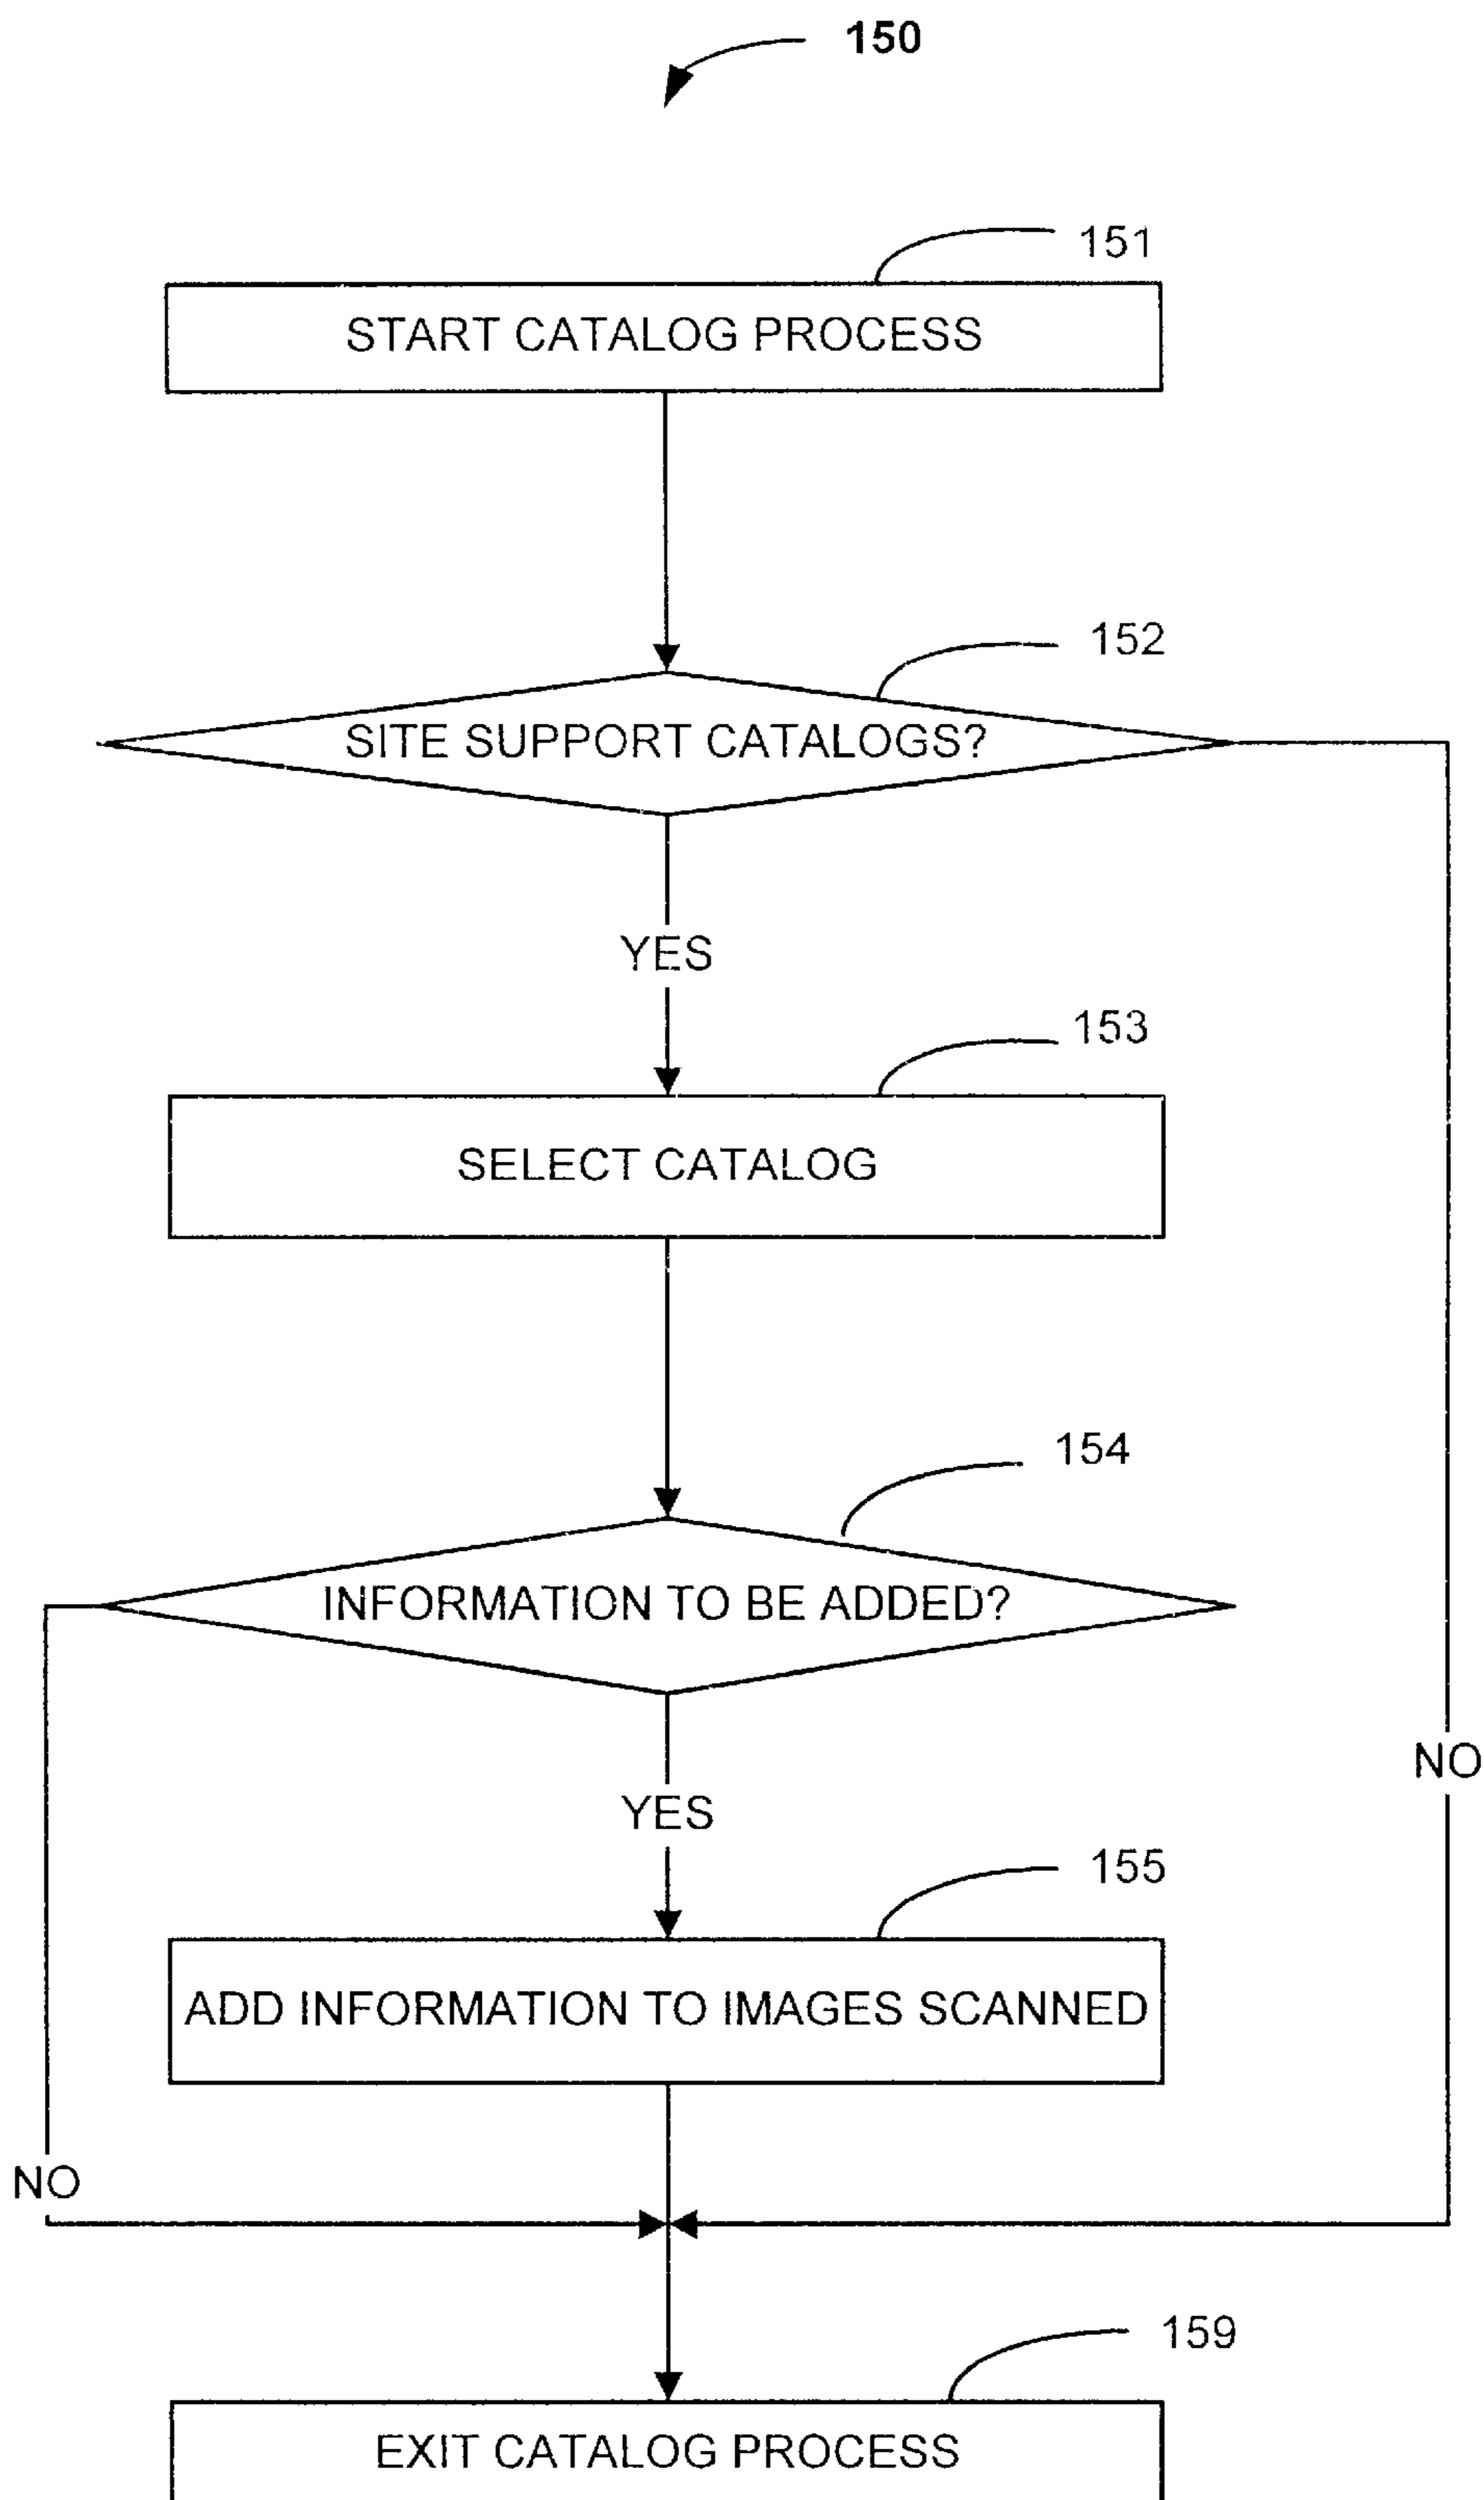 150
151
START CATALOG PROCESS
152
SITE SUPPORT CATALOGS?
YES
153
SELECT CATALOG
154
INFORMATION TO BE ADDED?
NO
YES
155
ADD INFORMATION TO IMAGES SCANNED
NO
159
EXIT CATALOG PROCESS